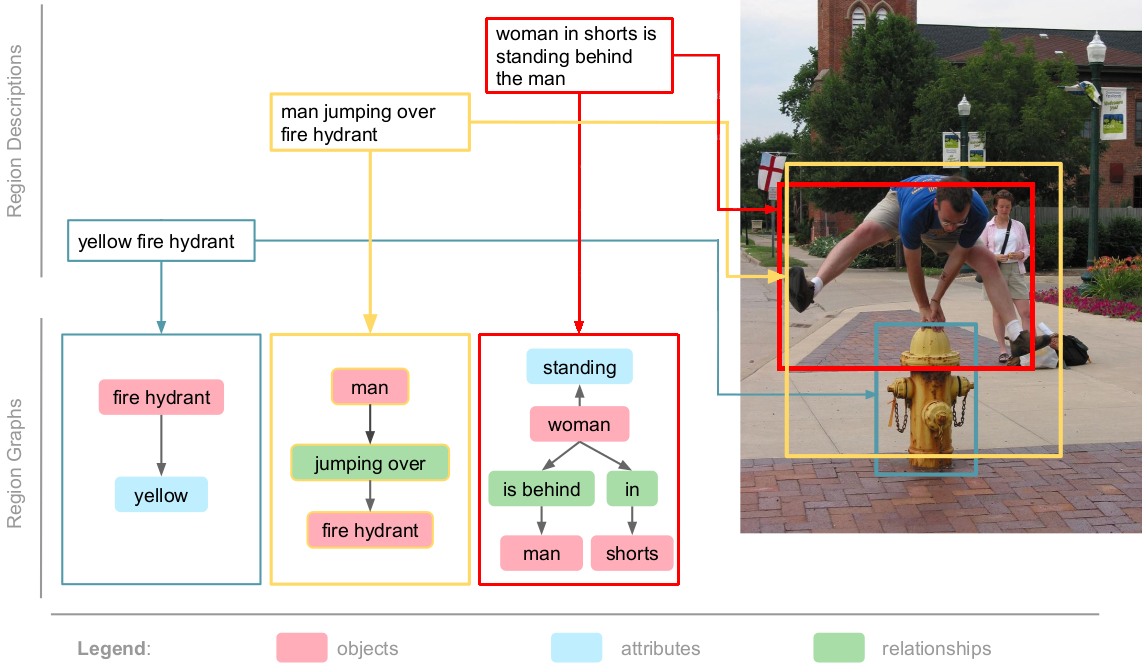 Region Descriptions
woman in shorts is
standing behind
the man
man jumping over
fire hydrant
yellow fire hydrant
Region Graphs
fire hydrant
yellow
man
jumping over
fire hydrant
standing
woman
is behind
in
man
shorts
Legend:
objects
attributes
relationships